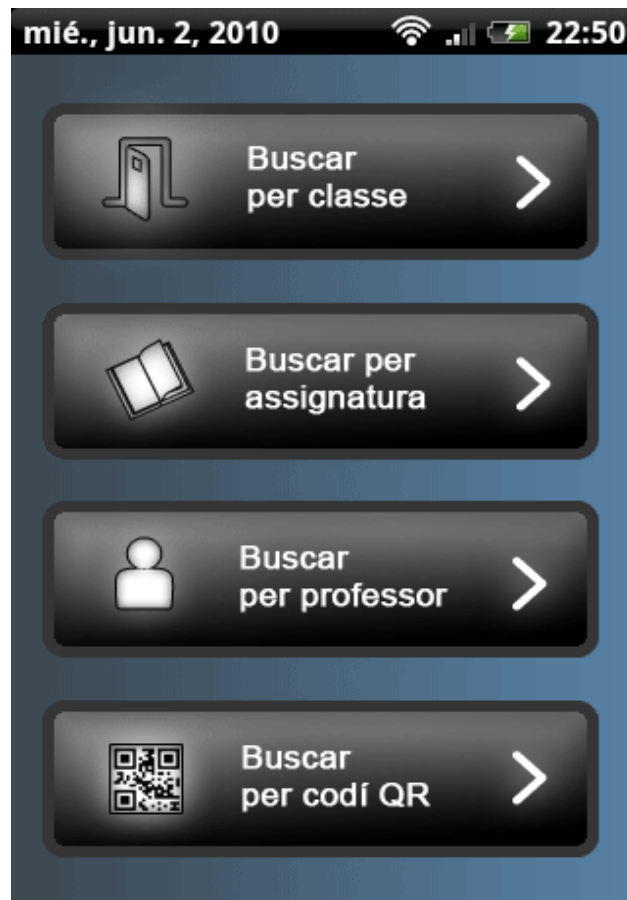 mié., jun. 2, 2010 22:50
Buscar
per classe
Buscar per
assignatura
Buscar
per professor
Buscar
per codí QR